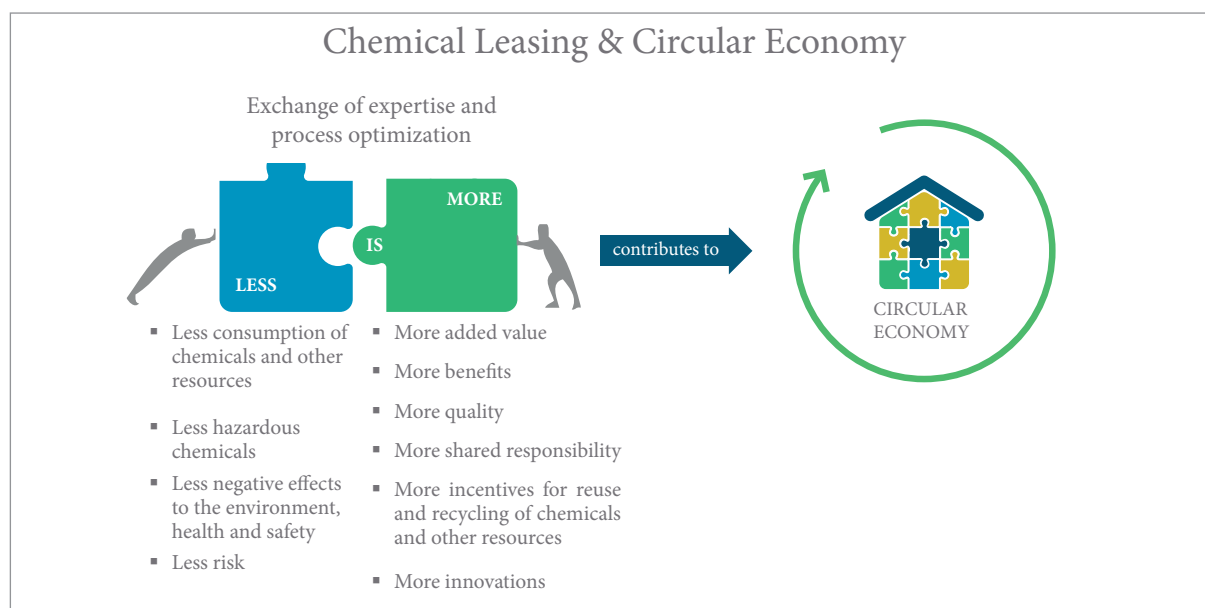 Chemical Leasing & Circular Economy
Exchange of expertise and
process optimization
LESS
IS
MORE
▪ Less consumption of
chemicals and other
resources
▪ Less hazardous
chemicals
▪ Less negative effects
to the environment,
health and safety
▪ Less risk
▪ More added value
▪ More benefits
▪ More quality
▪ More shared responsibility
▪ More incentives for reuse
and recycling of chemicals
and other resources
▪ More innovations
contributes to
CIRCULAR
ECONOMY